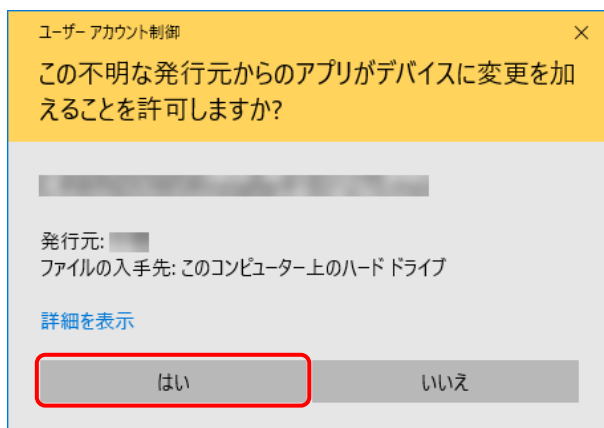 ユーザー アカウント制御
この不明な発行元からのアプリがデバイスに変更を加
えることを許可しますか?
発行元:
ファイルの入手先: このコンピューター上のハード ドライブ
詳細を表示
はい
いいえ